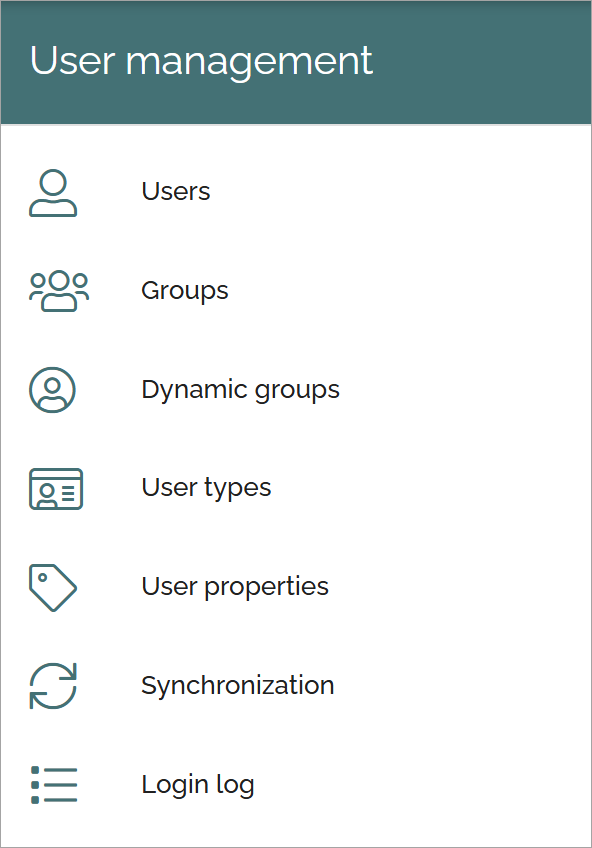 User management
Users
Groups
Dynamic groups
User types
User properties
Synchronization
Login log